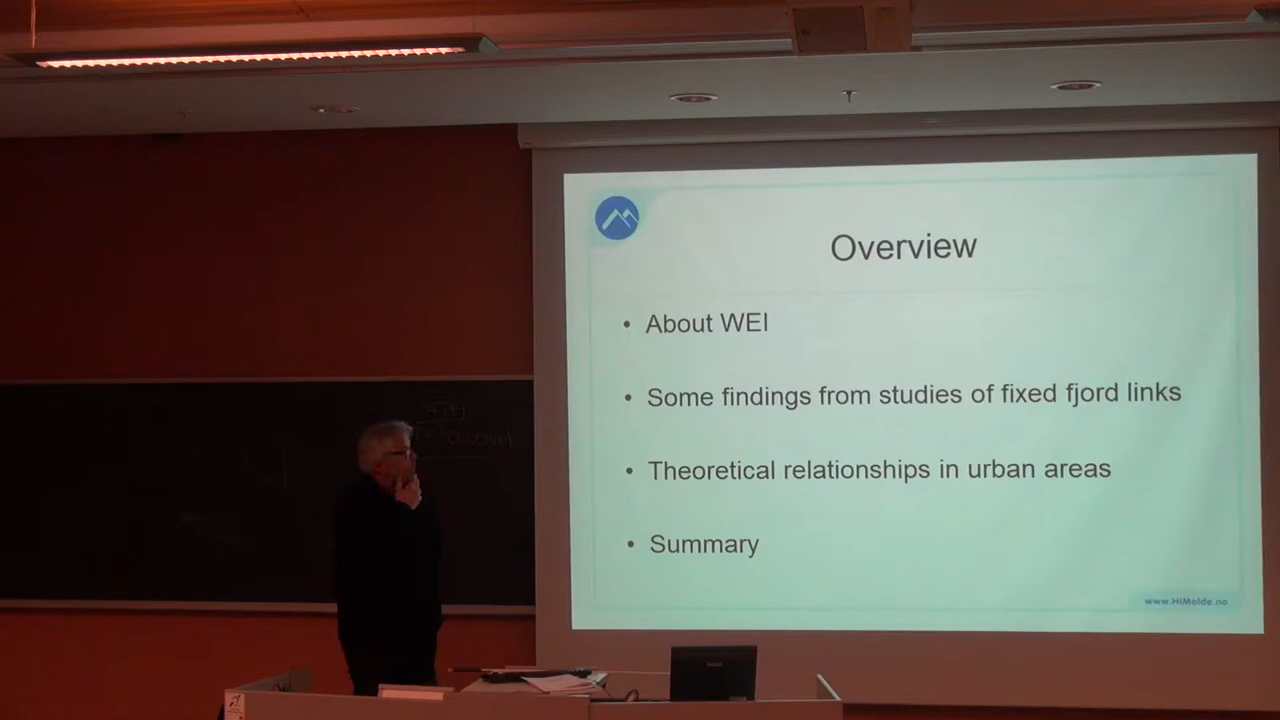 Overview
• About WEI
• Some findings from studies of fixed fjord links
• Theoretical relationships in urban areas
• Summary
www.HiMolde.no